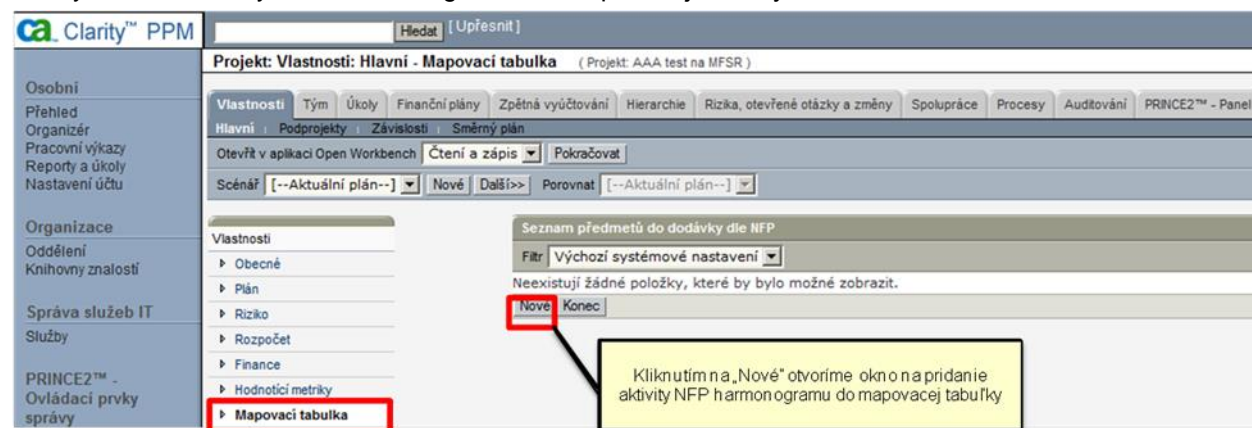 ca. Clarity™ PPM
Hledat [ Upřesnit ]
Projekt: Vlastnosti: Hlavní - Mapovací tabulka ( Projekt: AAA test na MFSR )
Osobní
Přehled
Organizér
Pracovní výkazy
Reporty a úkoly
Nastavení účtu
Organizace
Oddělení
Knihovny znalostí
Správa služeb IT
Služby
PRINCE2™ -
Ovládací prvky
správy
Vlastnosti Tým Úkoly Finanční plány Zpětná vyúčtování Hierarchie Rizika, otevřené otázky a změny Spolupráce Procesy Auditování PRINCE2™ - Panel
Hlavní Podprojekty Závislosti Směrný plán
Otevřít v aplikaci Open Workbench Čtení a zápis Pokračovat
Scénář [--Aktuální plán--] Nové Další>> Porovnat [--Aktuální plán--]
Vlastnosti
Obecné
Plán
Riziko
Rozpočet
Finance
Hodnotící metriky
Mapovací tabulka
Seznam předmetů do dodávky dle NFP
Filtr Výchozí systémové nastavení
Neexistují žádné položky, které by bylo možné zobrazit.
Nové Konec
Kliknutím na „Nové“ otvoríme okno na pridanie
aktivity NFP harmonogramu do mapovacej tabuľky